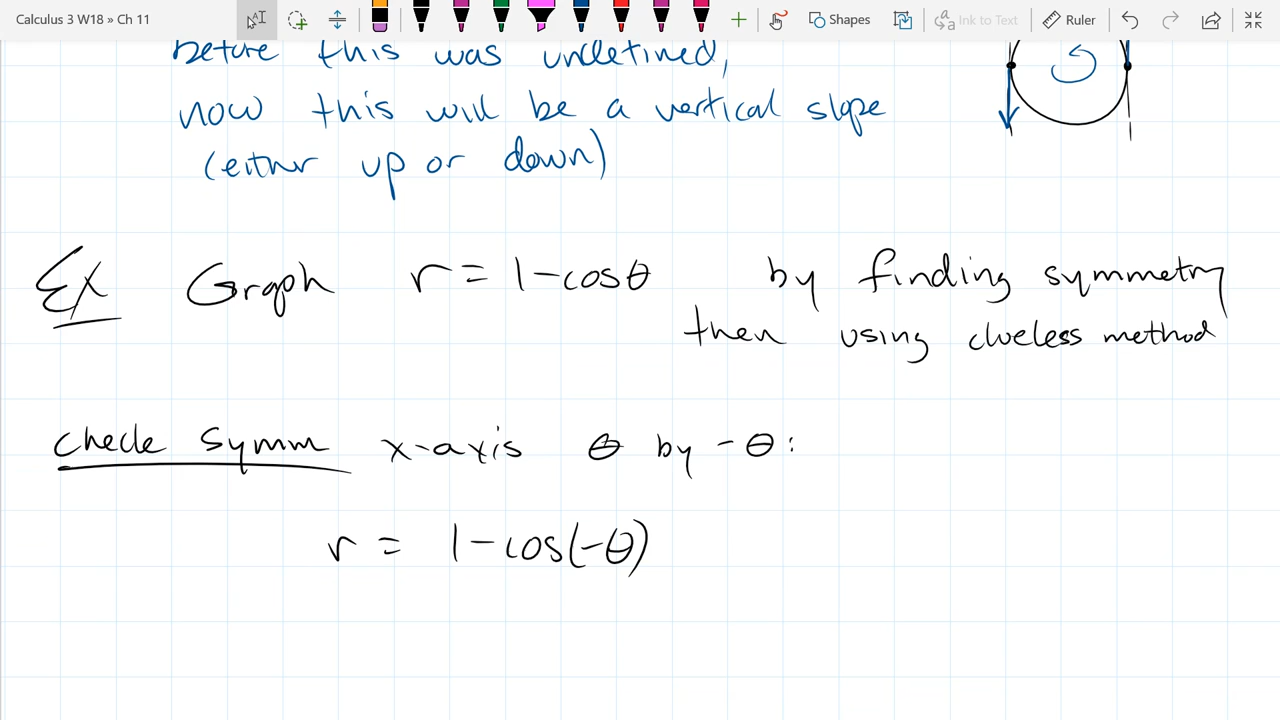 Calculus 3 W18 » Ch 11
Shapes
Link to Text
Ruler
before this was undefined,
now this will be a vertical slope
(either up or down)
Ex Graph r = 1-cosθ by finding symmetry
then using clueless method
Check Symm x-axis θ by -θ:
r = 1-cos(-θ)